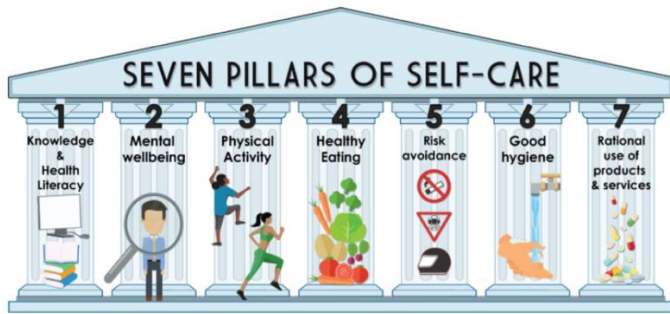 SEVEN PILLARS OF SELF-CARE
1
Knowledge
&
Health
Literacy
2
Mental
wellbeing
3
Physical
Activity
4
Healthy
Eating
5
Risk
avoidance
6
Good
hygiene
7
Rational
use of
products
& services